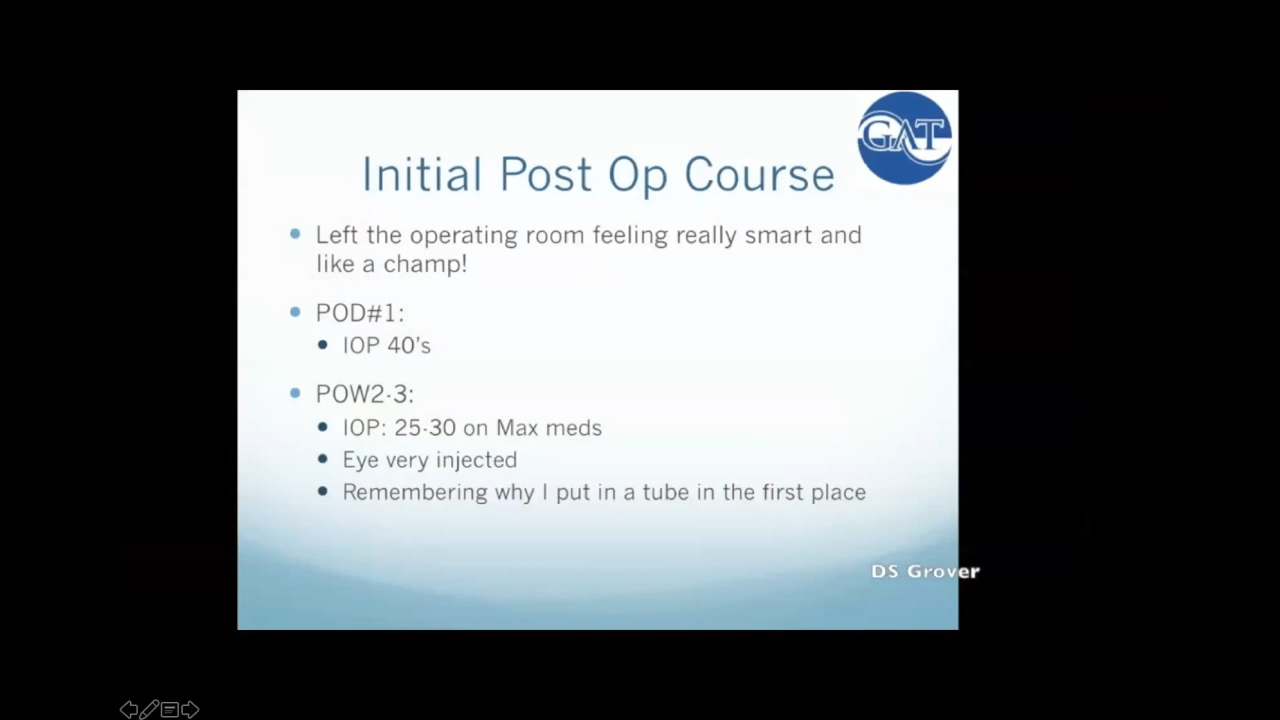 GAT
Initial Post Op Course
Left the operating room feeling really smart and
like a champ!
POD#1:
IOP 40's
POW2-3:
IOP: 25-30 on Max meds
Eye very injected
Remembering why I put in a tube in the first place
DS Grover